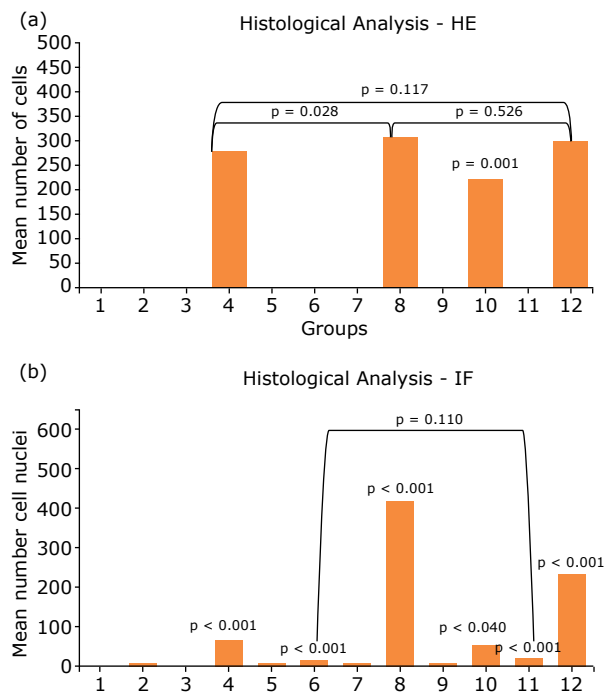 (a)
Histological Analysis - HE
Mean number of cells
500
450
400
350
300
250
200
150
100
50
0
p = 0.117
p = 0.028
p = 0.526
p = 0.001
1 2 3 4 5 6 7 8 9 10 11 12
Groups
(b)
Histological Analysis - IF
Mean number cell nuclei
600
500
400
300
200
100
0
p = 0.110
p < 0.001
p < 0.001
p < 0.001
p < 0.001
p < 0.040
p < 0.001
1 2 3 4 5 6 7 8 9 10 11 12